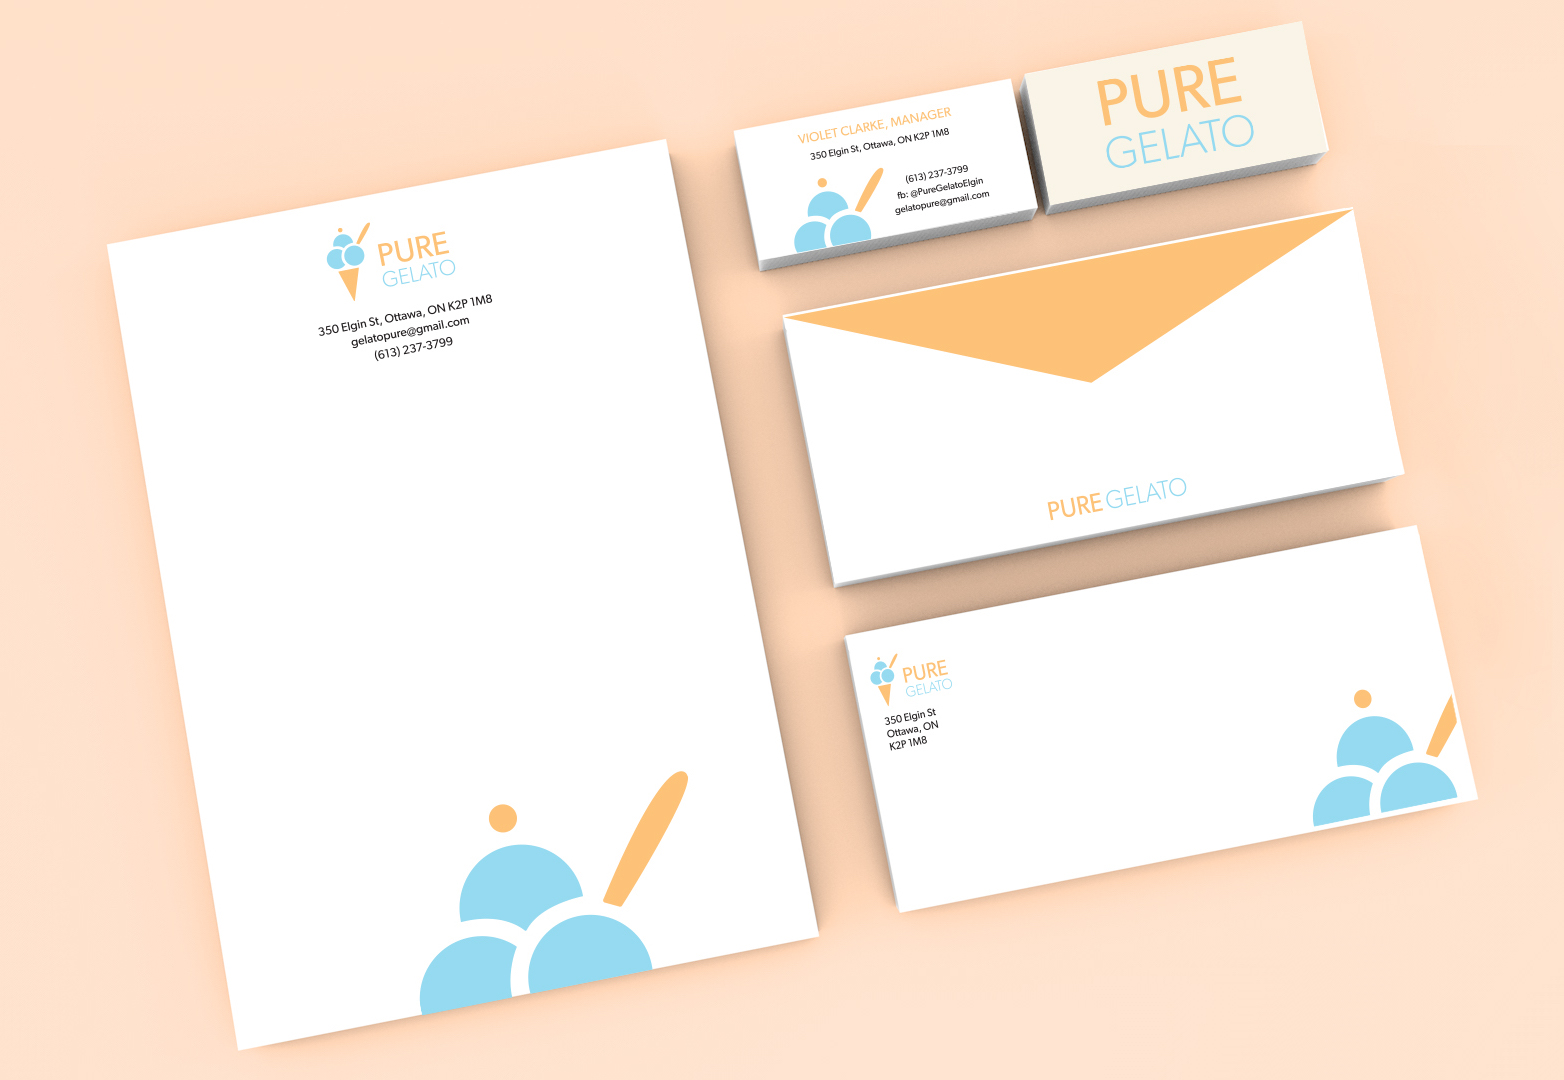 PURE
GELATO
350 Elgin St, Ottawa, ON K2P 1M8
gelatopure@gmail.com
(613) 237-3799
VIOLET CLARKE, MANAGER
350 Elgin St, Ottawa, ON K2P 1M8
(613) 237-3799
fb: @PureGelatoElgin
gelatopure@gmail.com
PURE
GELATO
PURE GELATO
PURE
GELATO
350 Elgin St
Ottawa, ON
K2P 1M8